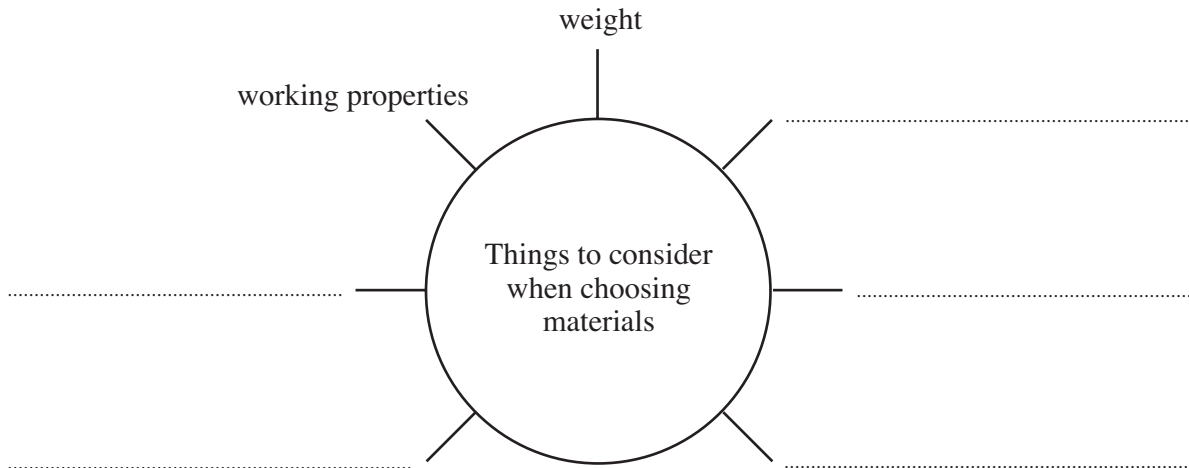 weight
working properties
Things to consider
when choosing
materials